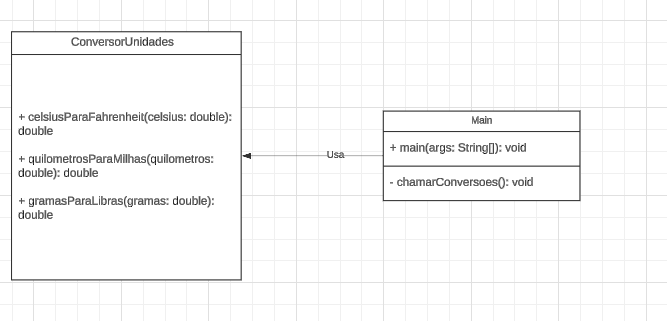 ConversorUnidades
+ celsiusParaFahrenheit(celsius: double):
double
+ quilometrosParaMilhas(quilometros:
double): double
+ gramasParaLibras(gramas: double):
double
Usa
Main
+ main(args: String[]): void
- chamarConversoes(): void